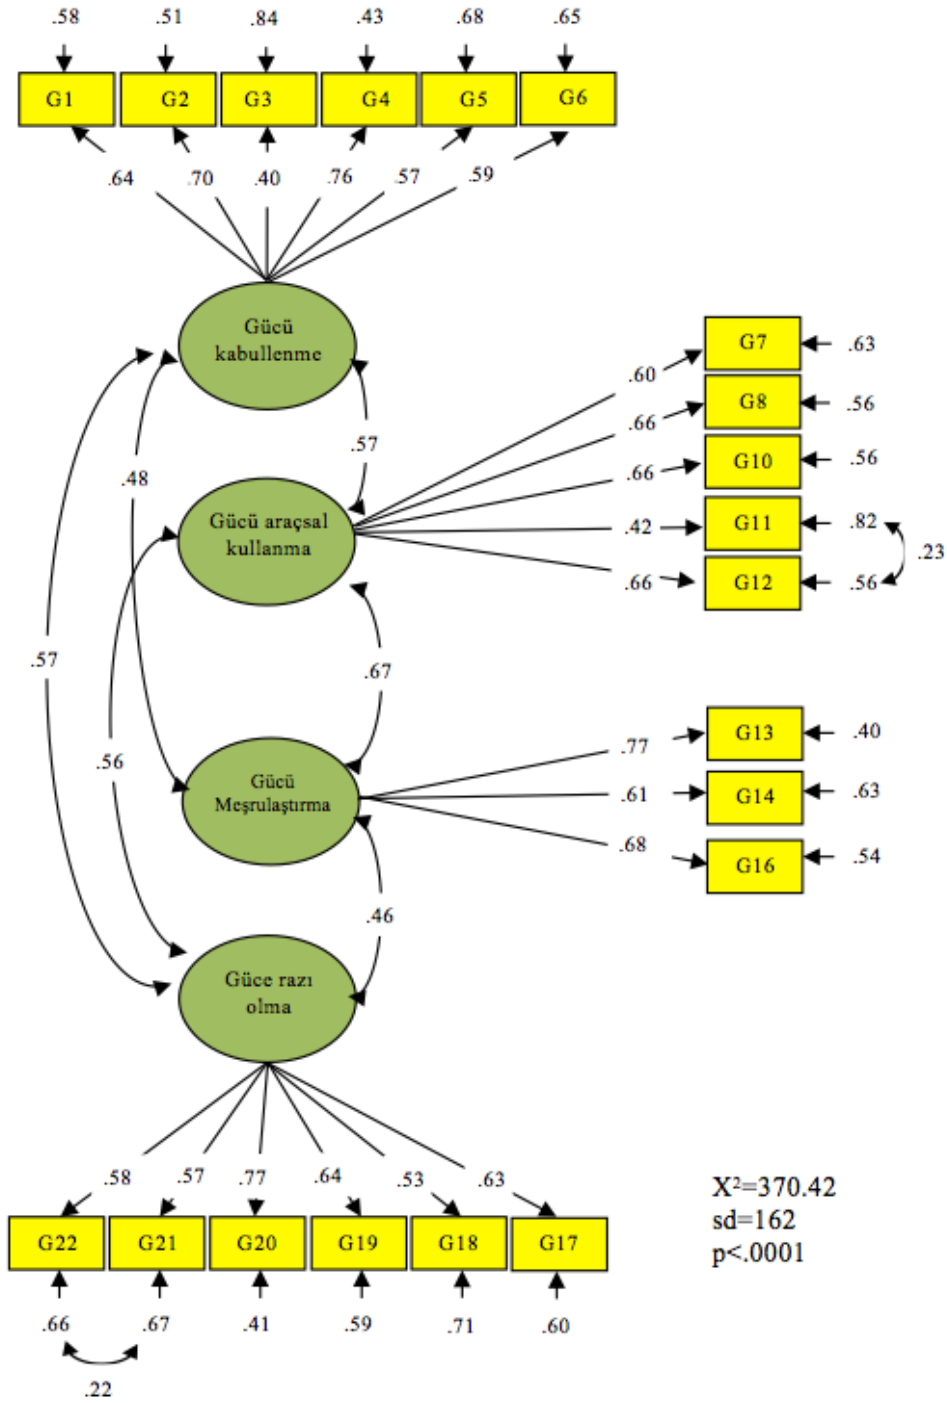 .58 .51 .84 .43 .68 .65
G1 G2 G3 G4 G5 G6
.64 .70 .40 .76 .57 .59
Gücü
kabullenme
G7 .63
.60
G8 .56
.66
.57
G10 .56
.66
.48
Gücü araçsal
kullanma
.42 G11 .82
.23
.66 G12 .56
.57
.67
G13 .40
.77
.56
Gücü
Meşrulaştırma
.61 G14 .63
.68
G16 .54
.46
Güce razı
olma
.58 .57 .77 .64 .53 .63
G22 G21 G20 G19 G18 G17
.66 .67 .41 .59 .71 .60
.22
X²=370.42
sd=162
p<.0001